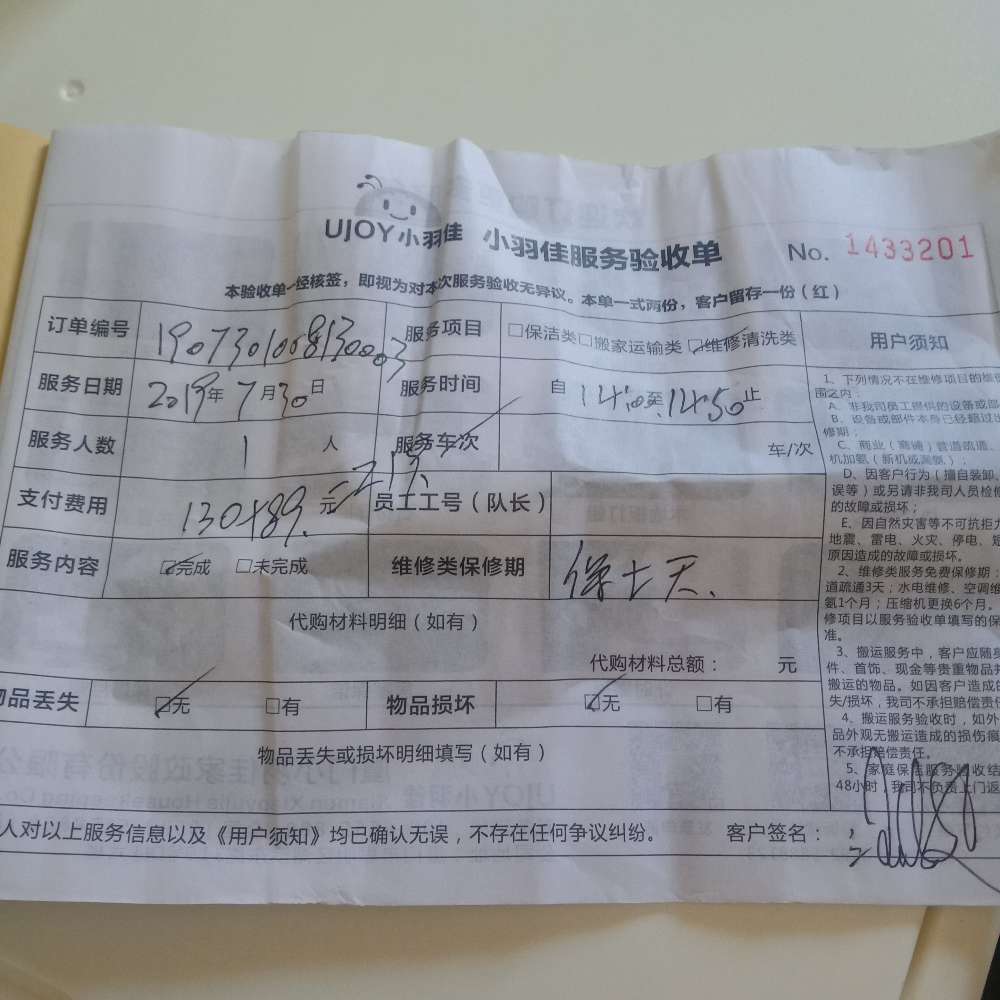 UJOY小羽佳 小羽佳服务验收单 No. 1433201
本验收单一经核签，即视为对本次服务验收无异议。本单一式两份，客户留存一份（红）
订单编号 服务项目 □保洁类□搬家运输类☑维修清洗类
服务日期 2019年7月30日 服务时间 自 至14:50止
服务人数 1 人 服务车次 车/次
支付费用 130+89. 元 员工工号（队长）
服务内容 ☑完成 □未完成 维修类保修期 保七天.
代购材料明细（如有）
代购材料总额： 元
物品丢失 ☑无 □有 物品损坏 ☑无 □有
物品丢失或损坏明细填写（如有）
人对以上服务信息以及《用户须知》均已确认无误，不存在任何争议纠纷。 客户签名：
用户须知
1、下列情况不在维修项目的维
围之内：
A、非我司员工提供的设备或部
B、设备或部件本身已经超过出
修期；
C、商业（商铺）管道疏通、
机加氨（新机或漏氨）；
D、因客户行为（擅自装卸、
误等）或另请非我司人员检修
的故障或损坏；
E、因自然灾害等不可抗拒力
地震、雷电、火灾、停电、短
原因造成的故障或损坏。
2、维修类服务免费保修期：
道疏通3天；水电维修、空调维
氨1个月；压缩机更换6个月。
修项目以服务验收单填写的保
准。
3、搬运服务中，客户应随身
件、首饰、现金等贵重物品并
搬运的物品。如因客户造成的
失/损坏，我司不承担赔偿责任
4、搬运服务验收时，如外
品外观无搬运造成的损伤痕
不承担赔偿责任。
5、家庭保洁服务验收结
48小时，我司不负责上门返